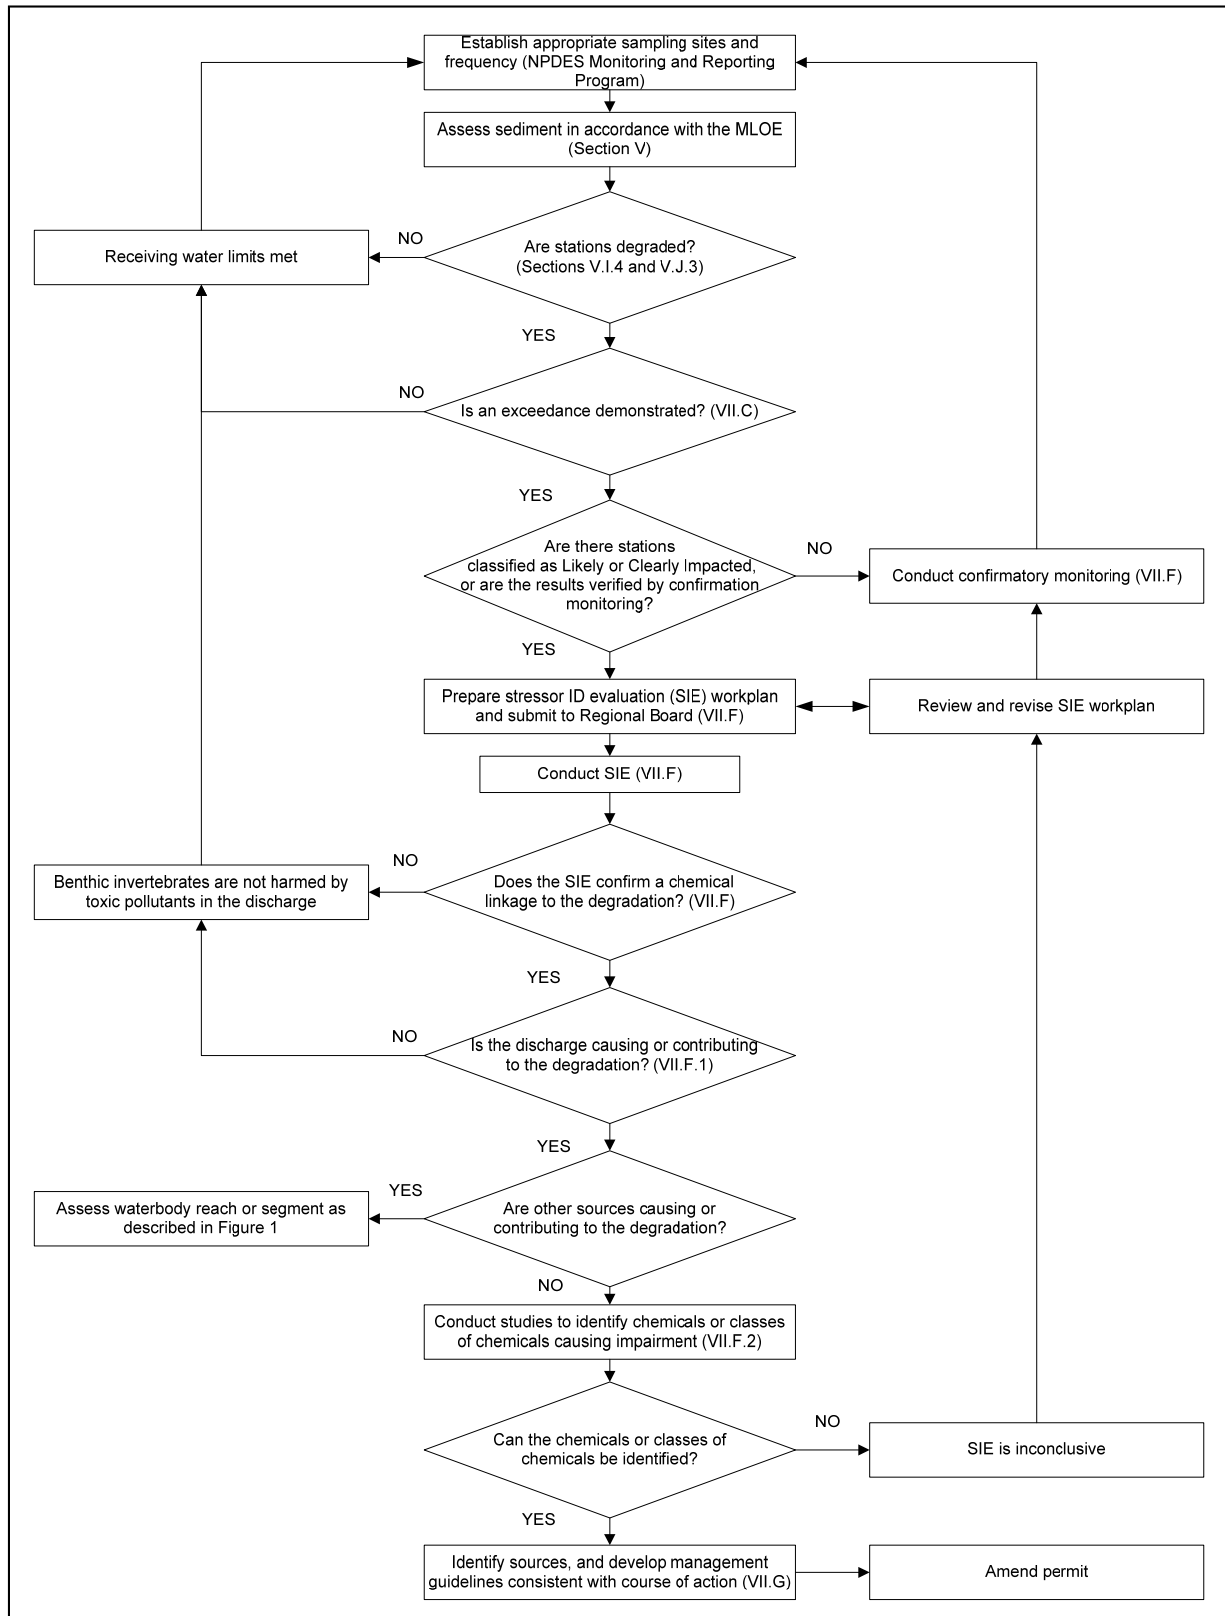 Establish appropriate sampling sites and
frequency (NPDES Monitoring and Reporting
Program)
Assess sediment in accordance with the MLOE
(Section V)
Are stations degraded?
(Sections V.I.4 and V.J.3)
NO
Receiving water limits met
YES
Is an exceedance demonstrated? (VII.C)
NO
YES
Are there stations
classified as Likely or Clearly Impacted,
or are the results verified by confirmation
monitoring?
NO
Conduct confirmatory monitoring (VII.F)
YES
Prepare stressor ID evaluation (SIE) workplan
and submit to Regional Board (VII.F)
Review and revise SIE workplan
Conduct SIE (VII.F)
Does the SIE confirm a chemical
linkage to the degradation? (VII.F)
NO
Benthic invertebrates are not harmed by
toxic pollutants in the discharge
YES
Is the discharge causing or contributing
to the degradation? (VII.F.1)
NO
YES
Are other sources causing or
contributing to the degradation?
YES
Assess waterbody reach or segment as
described in Figure 1
NO
Conduct studies to identify chemicals or classes
of chemicals causing impairment (VII.F.2)
Can the chemicals or classes of
chemicals be identified?
NO
SIE is inconclusive
YES
Identify sources, and develop management
guidelines consistent with course of action (VII.G)
Amend permit